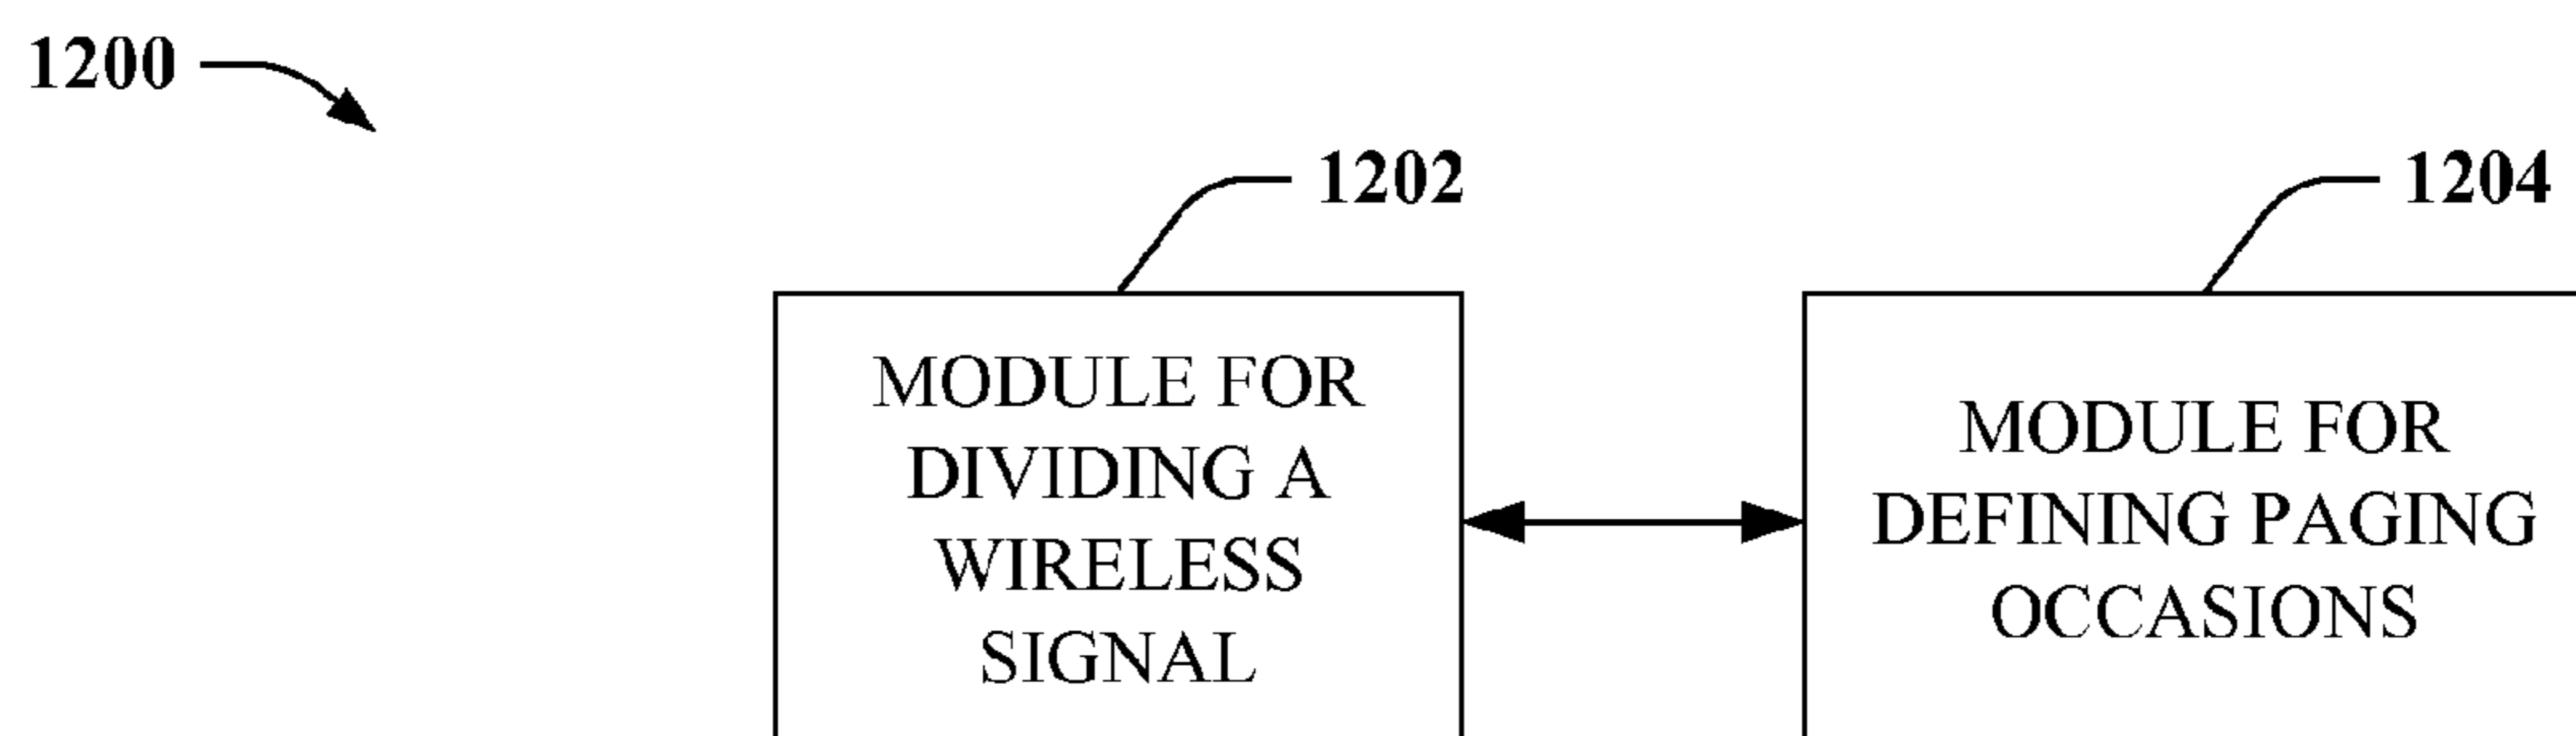 1200
1202
1204
MODULE FOR
DIVIDING A
WIRELESS
SIGNAL
MODULE FOR
DEFINING PAGING
OCCASIONS